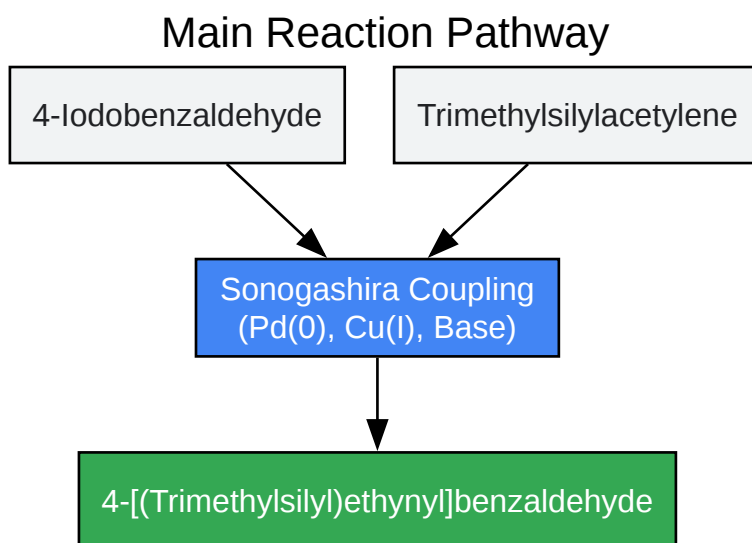 Main Reaction Pathway
4-Iodobenzaldehyde
Trimethylsilylacetylene
Sonogashira Coupling
(Pd(0), Cu(I), Base)
4-[(Trimethylsilyl)ethynyl]benzaldehyde